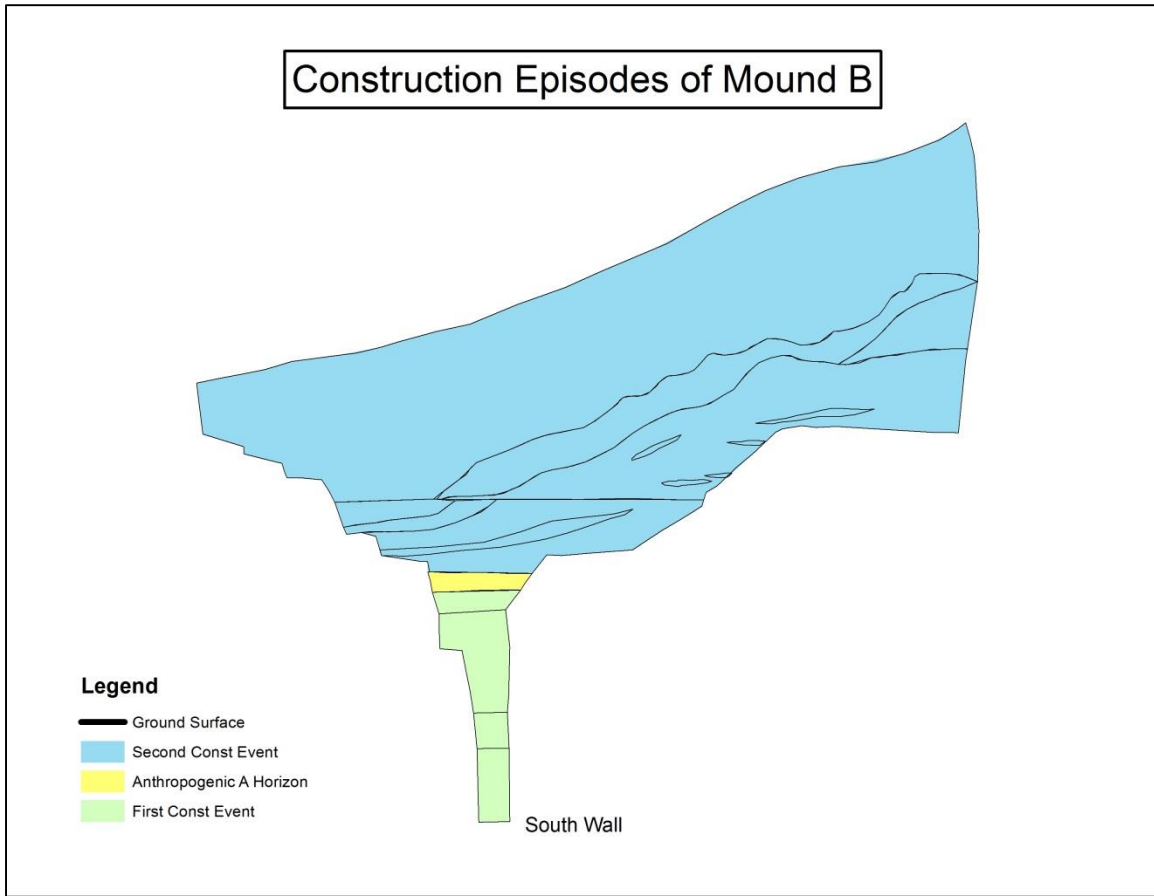 Construction Episodes of Mound B
Legend
Ground Surface
Second Const Event
Anthropogenic A Horizon
First Const Event
South Wall